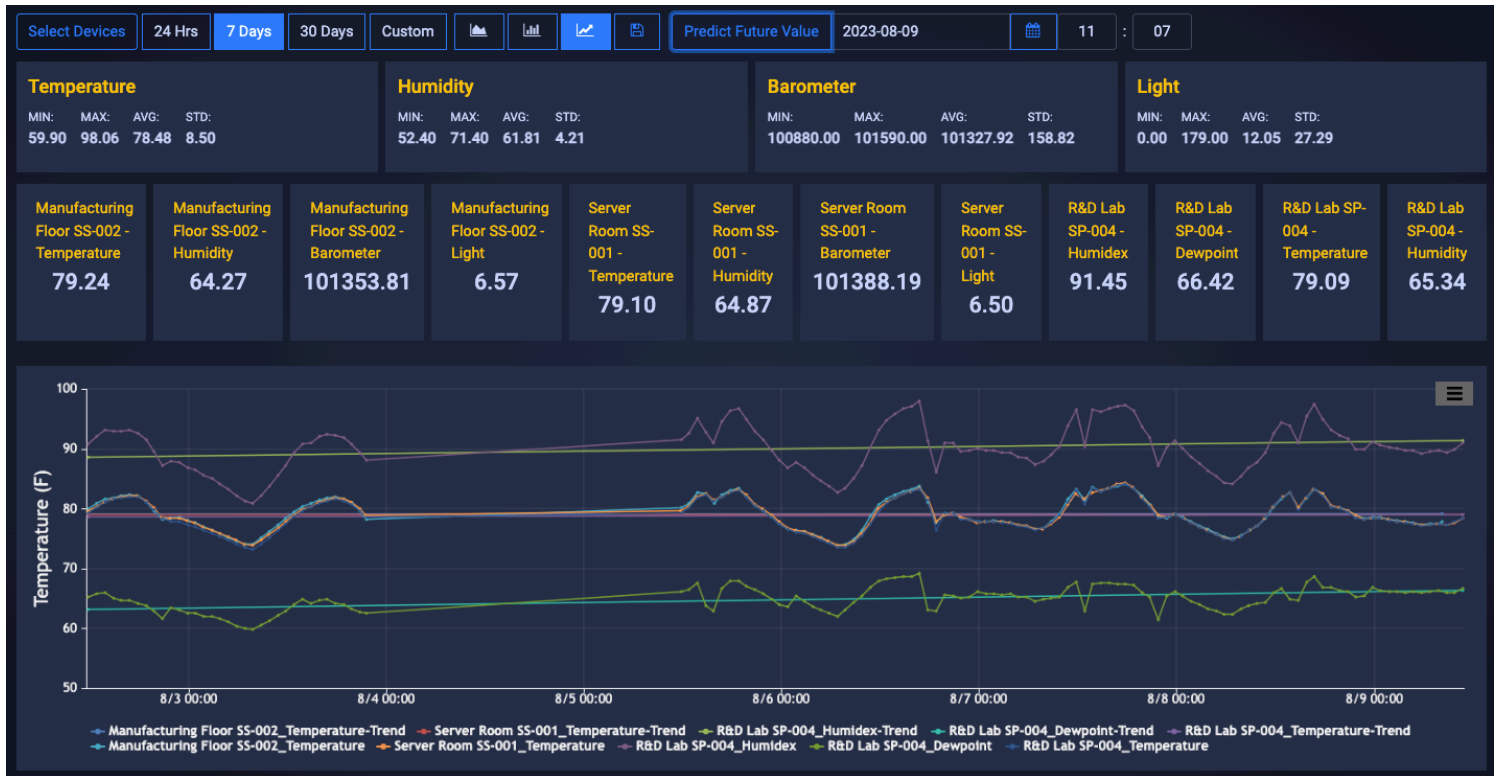 Select Devices 24 Hrs 7 Days 30 Days Custom Predict Future Value 2023-08-09 11 : 07
Temperature
MIN: MAX: AVG: STD:
59.90 98.06 78.48 8.50
Humidity
MIN: MAX: AVG: STD:
52.40 71.40 61.81 4.21
Barometer
MIN: MAX: AVG: STD:
100880.00 101590.00 101327.92 158.82
Light
MIN: MAX: AVG: STD:
0.00 179.00 12.05 27.29
Manufacturing
Floor SS-002 -
Temperature
79.24
Manufacturing
Floor SS-002 -
Humidity
64.27
Manufacturing
Floor SS-002 -
Barometer
101353.81
Manufacturing
Floor SS-002 -
Light
6.57
Server
Room SS-
001 -
Temperature
79.10
Server
Room SS-
001 -
Humidity
64.87
Server Room
SS-001 -
Barometer
101388.19
Server
Room SS-
001 -
Light
6.50
R&D Lab
SP-004 -
Humidex
91.45
R&D Lab
SP-004 -
Dewpoint
66.42
R&D Lab SP-
004 -
Temperature
79.09
R&D Lab
SP-004 -
Humidity
65.34
Temperature (F)
100
90
80
70
60
50
8/3 00:00 8/4 00:00 8/5 00:00 8/6 00:00 8/7 00:00 8/8 00:00 8/9 00:00
Manufacturing Floor SS-002_Temperature-Trend Server Room SS-001_Temperature-Trend R&D Lab SP-004_Humidex-Trend R&D Lab SP-004_Dewpoint-Trend R&D Lab SP-004_Temperature-Trend
Manufacturing Floor SS-002_Temperature Server Room SS-001_Temperature R&D Lab SP-004_Humidex R&D Lab SP-004_Dewpoint R&D Lab SP-004_Temperature